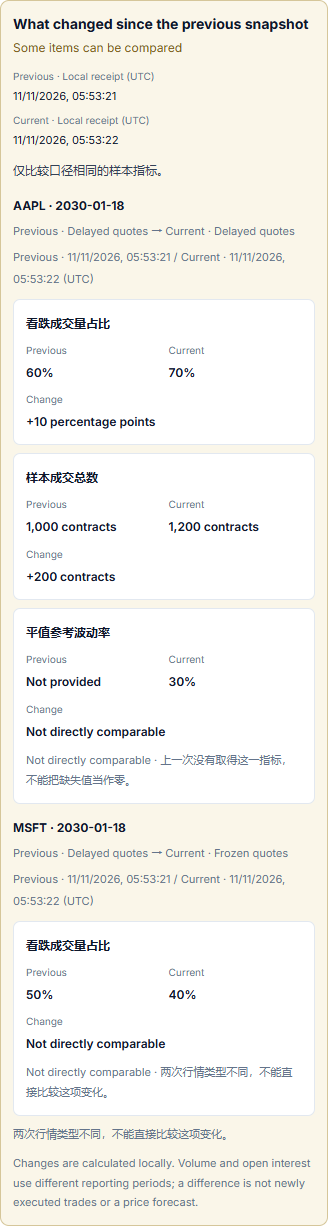 What changed since the previous snapshot
Some items can be compared
Previous · Local receipt (UTC)
11/11/2026, 05:53:21
Current · Local receipt (UTC)
11/11/2026, 05:53:22
仅比较口径相同的样本指标。
AAPL · 2030-01-18
Previous · Delayed quotes → Current · Delayed quotes
Previous · 11/11/2026, 05:53:21 / Current · 11/11/2026,
05:53:22 (UTC)
看跌成交量占比
Previous Current
60% 70%
Change
+10 percentage points
样本成交总数
Previous Current
1,000 contracts 1,200 contracts
Change
+200 contracts
平值参考波动率
Previous Current
Not provided 30%
Change
Not directly comparable
Not directly comparable · 上一次没有取得这一指标，
不能把缺失值当作零。
MSFT · 2030-01-18
Previous · Delayed quotes → Current · Frozen quotes
Previous · 11/11/2026, 05:53:21 / Current · 11/11/2026,
05:53:22 (UTC)
看跌成交量占比
Previous Current
50% 40%
Change
Not directly comparable
Not directly comparable · 两次行情类型不同，不能直
接比较这项变化。
两次行情类型不同，不能直接比较这项变化。
Changes are calculated locally. Volume and open interest
use different reporting periods; a difference is not newly
executed trades or a price forecast.